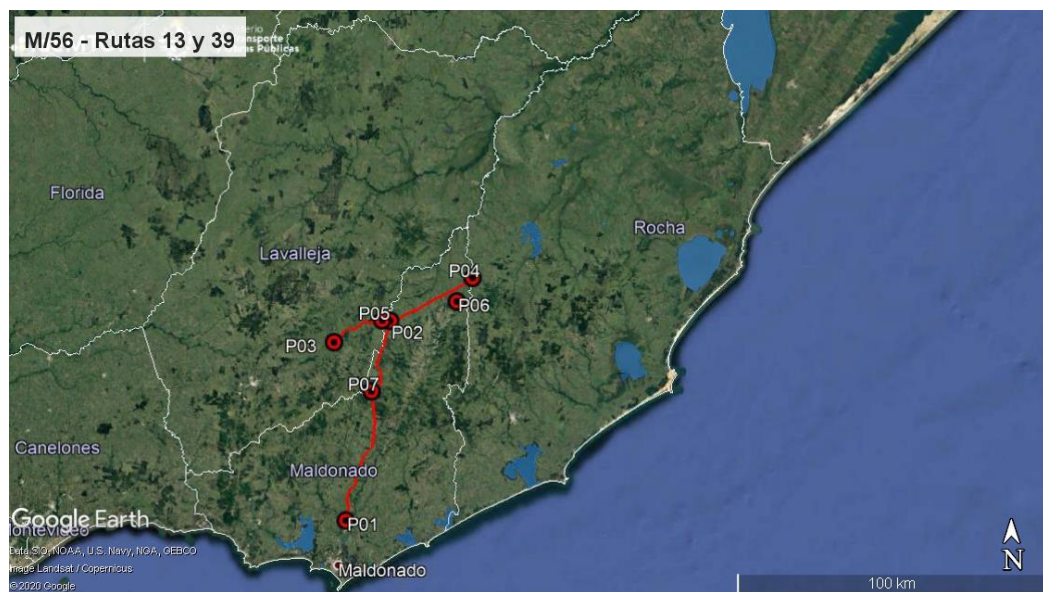 M/56 - Rutas 13 y 39
Públicas
Florida
Rocha
Lavalleja
P04
P06
P05
P02
P03
P07
Canelones
Maldonado
P01
Google Earth
Data SIO, NOAA, U.S. Navy, NGA, GEBCO
Image Landsat / Copernicus
©2020 Google
Maldonado
100 km
N